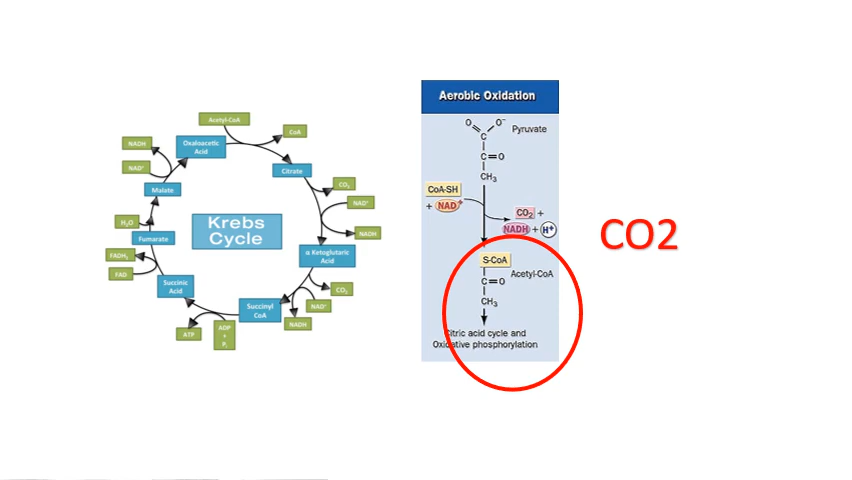 Acetyl-CoA
CoA
Oxaloacetic
Acid
Citrate
CO₂
NAD⁺
NADH
α Ketoglutaric
Acid
CO₂
NAD⁺
NADH
Succinyl
CoA
ADP
+
Pᵢ
ATP
Succinic
Acid
FAD
FADH₂
Fumarate
H₂O
Malate
NAD⁺
NADH
Krebs
Cycle
Aerobic Oxidation
O
O⁻
Pyruvate
C
C=O
CH₃
CoA-SH
+ NAD⁺
CO₂ +
NADH + H⁺
S-CoA
Acetyl-CoA
C=O
CH₃
Citric acid cycle and
Oxidative phosphorylation
CO2